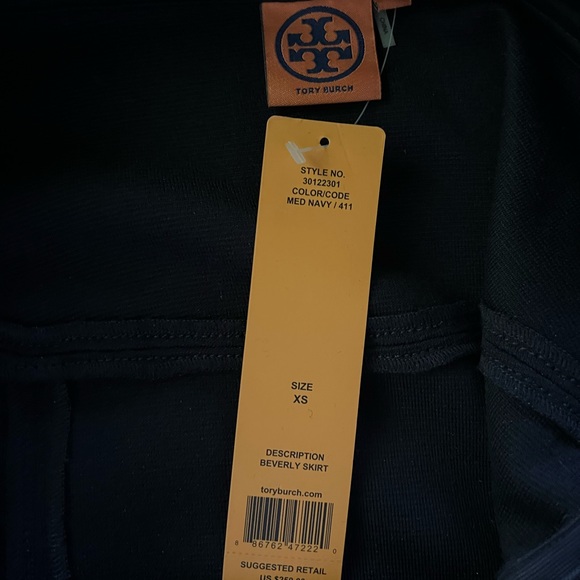 TORY BURCH
STYLE NO.
30122301
COLOR/CODE
MED NAVY / 411
SIZE
XS
DESCRIPTION
BEVERLY SKIRT
toryburch.com
8 86762 47222 0
SUGGESTED RETAIL